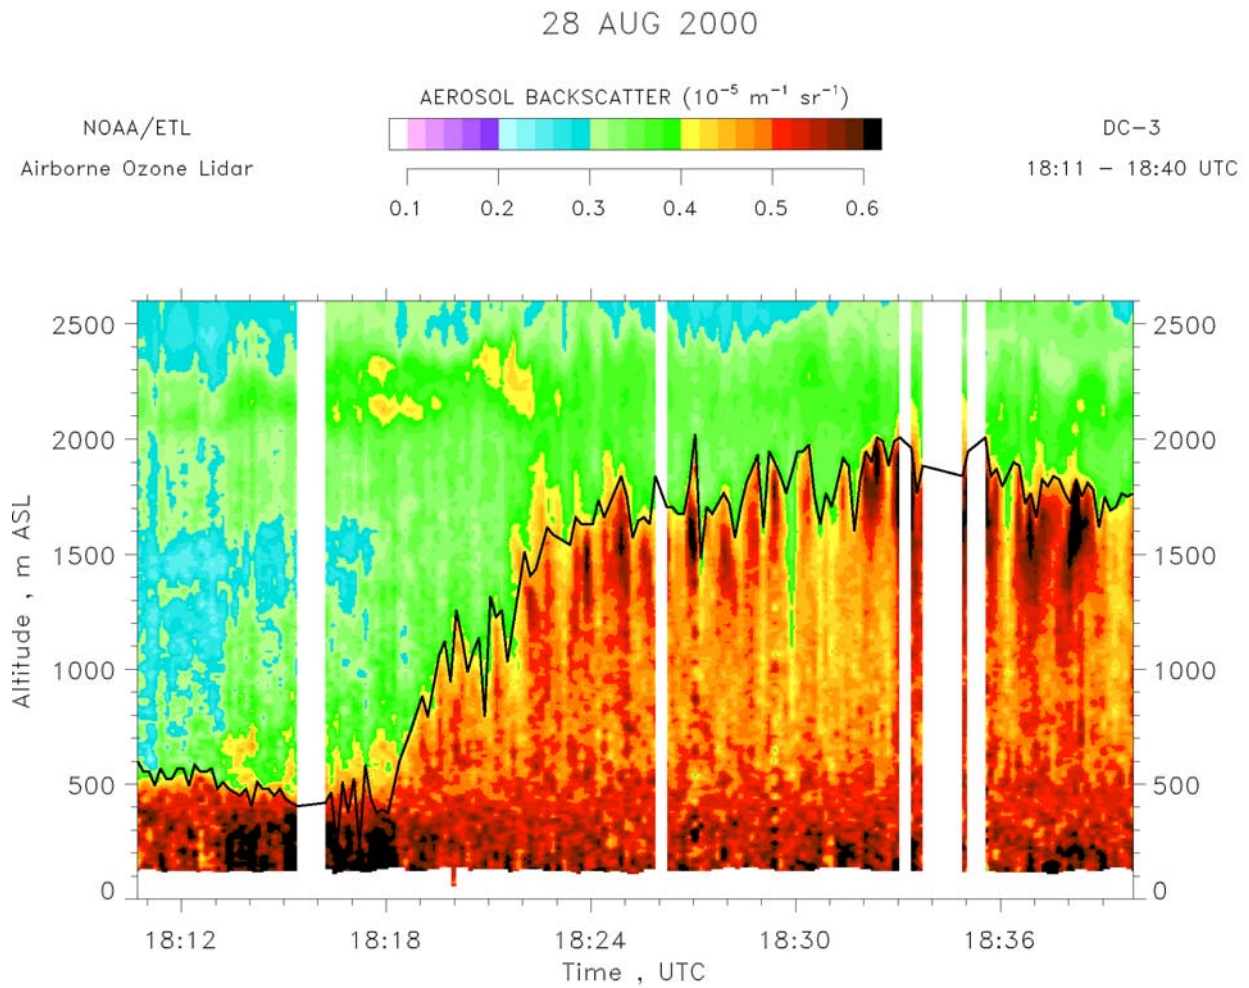 28 AUG 2000
AEROSOL BACKSCATTER (10⁻⁵ m⁻¹ sr⁻¹)
NOAA/ETL
DC-3
Airborne Ozone Lidar
18:11 - 18:40 UTC
0.1 0.2 0.3 0.4 0.5 0.6
2500 2500
2000 2000
1500 1500
1000 1000
500 500
0 0
Altitude , m ASL
18:12 18:18 18:24 18:30 18:36
Time , UTC